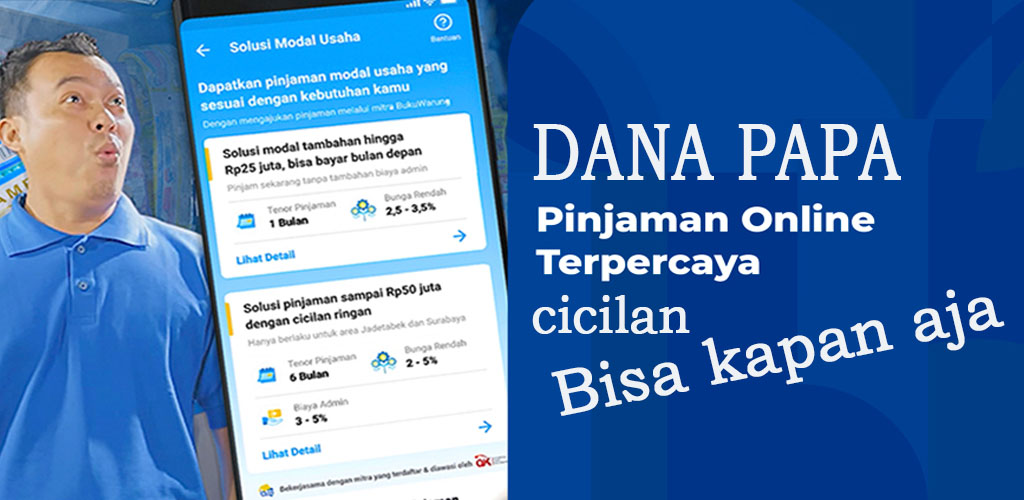 Solusi Modal Usaha
Bantuan
Dapatkan pinjaman modal usaha yang
sesuai dengan kebutuhan kamu
Dengan mengajukan pinjaman melalui mitra BukuWarung
Solusi modal tambahan hingga
Rp25 juta, bisa bayar bulan depan
Pinjam sekarang tanpa tambahan biaya admin
Tenor Pinjaman
1 Bulan
Bunga Rendah
2,5 - 3,5%
Lihat Detail
Solusi pinjaman sampai Rp50 juta
dengan cicilan ringan
Hanya berlaku untuk area Jadetabek dan Surabaya
Tenor Pinjaman
6 Bulan
Bunga Rendah
2 - 5%
Biaya Admin
3 - 5%
Lihat Detail
Bekerjasama dengan mitra yang terdaftar & diawasi oleh
DANA PAPA
Pinjaman Online
Terpercaya
cicilan
Bisa kapan aja